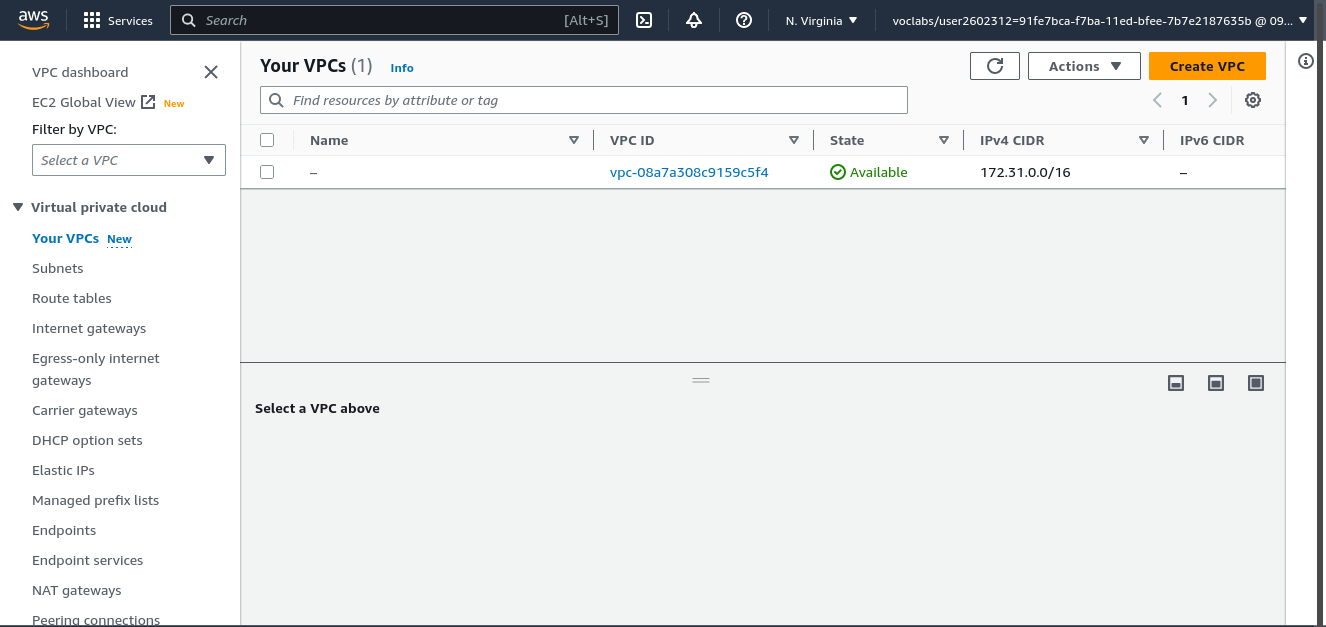 aws
Services
Search [Alt+S]
N. Virginia
voclabs/user2602312=91fe7bca-f7ba-11ed-bfee-7b7e2187635b @ 09...
VPC dashboard
EC2 Global View New
Filter by VPC:
Select a VPC
Virtual private cloud
Your VPCs New
Subnets
Route tables
Internet gateways
Egress-only internet
gateways
Carrier gateways
DHCP option sets
Elastic IPs
Managed prefix lists
Endpoints
Endpoint services
NAT gateways
Peering connections
Your VPCs (1) Info
Actions
Create VPC
Find resources by attribute or tag
1
Name VPC ID State IPv4 CIDR IPv6 CIDR
– vpc-08a7a308c9159c5f4 Available 172.31.0.0/16 –
Select a VPC above